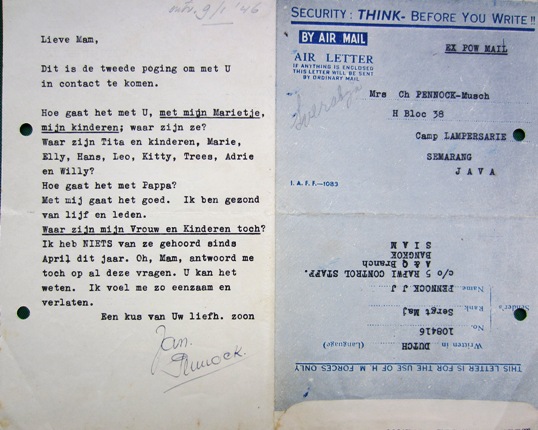 ontv. 9/1 '46
Lieve Mam,
Dit is de tweede poging om met U
in contact te komen.
Hoe gaat het met U, met mijn Marietje,
mijn kinderen; waar zijn ze?
Waar zijn Tita en kinderen, Marie,
Elly, Hans, Leo, Kitty, Trees, Adrie
en Willy?
Hoe gaat het met Pappa?
Met mij gaat het goed. Ik ben gezond
van lijf en leden.
Waar zijn mijn Vrouw en Kinderen toch?
Ik heb NIETS van ze gehoord sinds
April dit jaar. Oh, Mam, antwoord me
toch op al deze vragen. U kan het
weten. Ik voel me zo eenzaam en
verlaten.
Een kus van Uw liefh. zoon
Jan.
Pennock.
SECURITY: THINK- BEFORE YOU WRITE!!
BY AIR MAIL
AIR LETTER
IF ANYTHING IS ENCLOSED
THIS LETTER WILL BE SENT
BY ORDINARY MAIL
EX POW MAIL
Mrs Ch PENNOCK-Musch
H Bloc 38
Camp LAMPERSARIE
SEMARANG
J A V A
I. A. F. F.—1083
THIS LETTER IS FOR THE USE OF H M FORCES ONLY
Written in DUTCH (Language)
No. 108416
Sender's
Rank Sergt Maj
Name PENNOCK J J
c/o 5 RAPWI CONTROL STAFF.
A & Q Branch
BANGKOK
S I A M